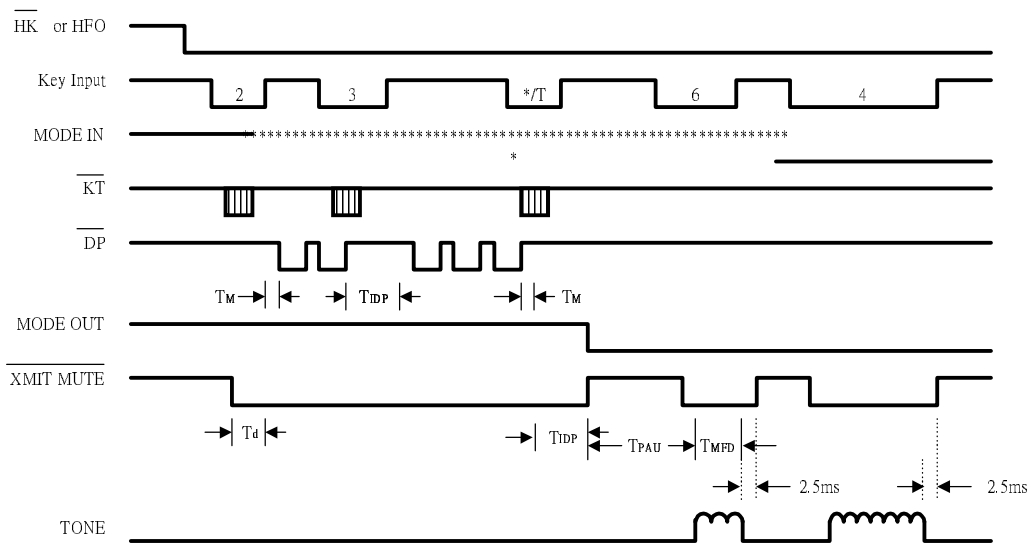 HK or HFO
Key Input
2 3 */T 6 4
MODE IN
**********************************************************************
*
KT
DP
TM TIDP TM
MODE OUT
XMIT MUTE
Td TIDP TPAU TMFD
2.5ms 2.5ms
TONE